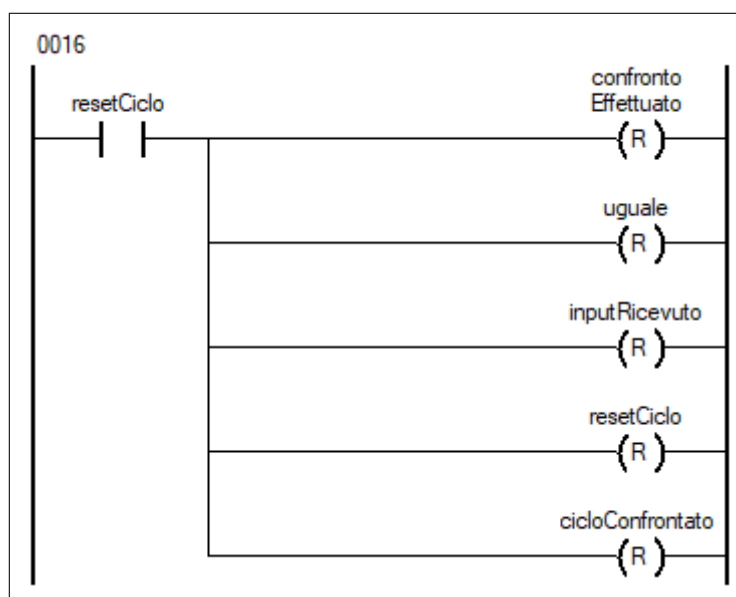 0016
resetCiclo
confronto
Effettuato
R
uguale
R
inputRicevuto
R
resetCiclo
R
cicloConfrontato
R